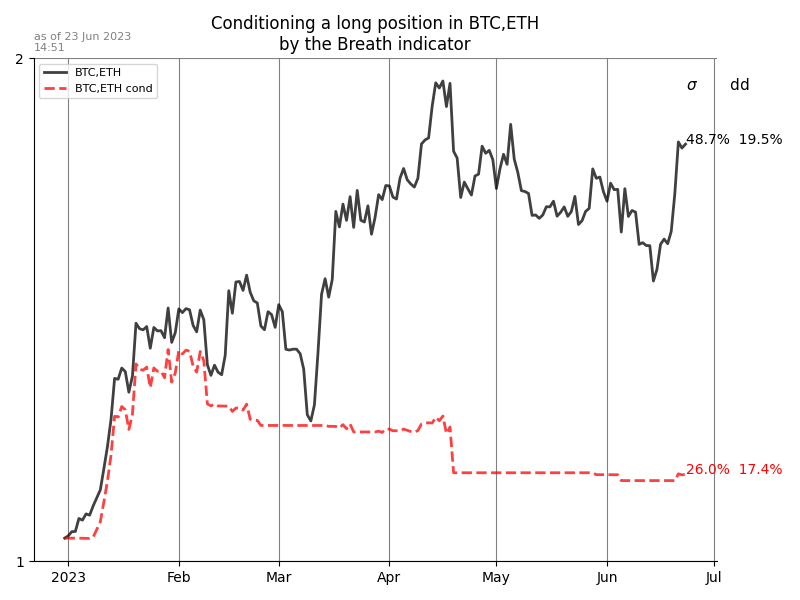 Conditioning a long position in BTC,ETH
by the Breath indicator
as of 23 Jun 2023
14:51
2
BTC,ETH
BTC,ETH cond
σ dd
48.7% 19.5%
26.0% 17.4%
1
2023 Feb Mar Apr May Jun Jul